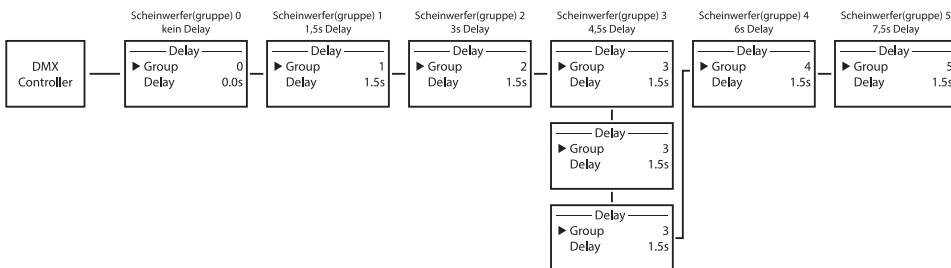 Scheinwerfer(gruppe) 0
kein Delay
Scheinwerfer(gruppe) 1
1,5s Delay
Scheinwerfer(gruppe) 2
3s Delay
Scheinwerfer(gruppe) 3
4,5s Delay
Scheinwerfer(gruppe) 4
6s Delay
Scheinwerfer(gruppe) 5
7,5s Delay
DMX
Controller
Delay
▶ Group 0
Delay 0.0s
Delay
▶ Group 1
Delay 1.5s
Delay
▶ Group 2
Delay 1.5s
Delay
▶ Group 3
Delay 1.5s
Delay
▶ Group 4
Delay 1.5s
Delay
▶ Group 5
Delay 1.5s
Delay
▶ Group 3
Delay 1.5s
Delay
▶ Group 3
Delay 1.5s